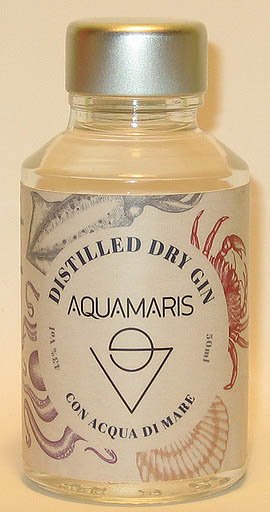 DISTILLED DRY GIN
AQUAMARIS
43% Vol
50ml
CON ACQUA DI MARE